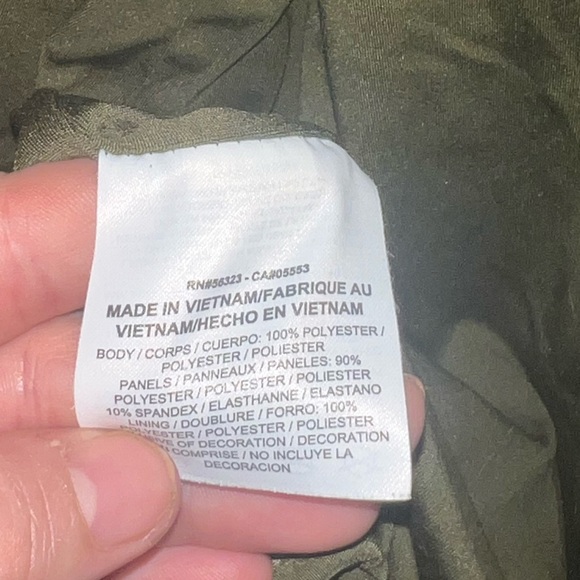 RN#56323 - CA#05553
MADE IN VIETNAM/FABRIQUE AU
VIETNAM/HECHO EN VIETNAM
BODY / CORPS / CUERPO: 100% POLYESTER /
POLYESTER / POLIESTER
PANELS / PANNEAUX / PANELES: 90%
POLYESTER / POLYESTER / POLIESTER
10% SPANDEX / ELASTHANNE / ELASTANO
LINING / DOUBLURE / FORRO: 100%
POLYESTER / POLYESTER / POLIESTER
OF DECORATION / DECORATION
COMPRISE / NO INCLUYE LA
DECORACION